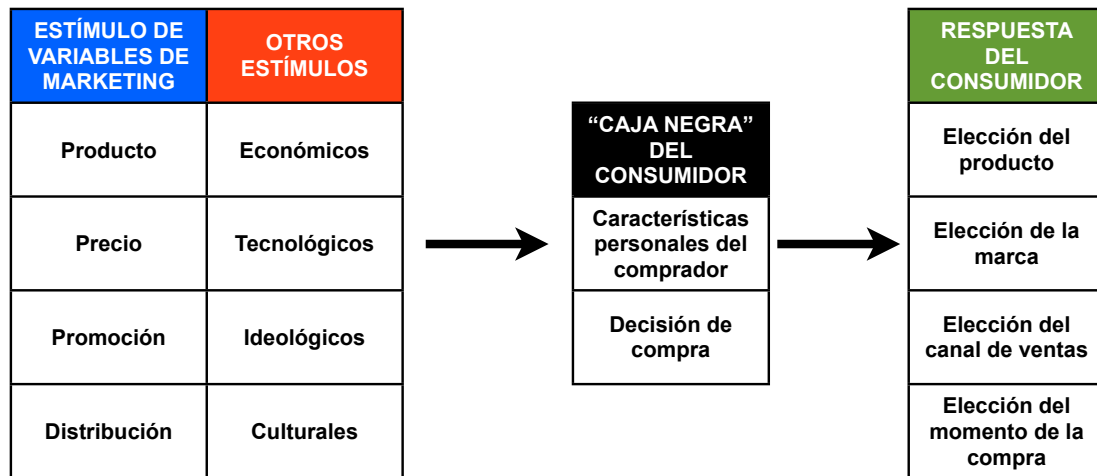 ESTÍMULO DE
VARIABLES DE
MARKETING
OTROS
ESTÍMULOS
Producto
Económicos
Precio
Tecnológicos
Promoción
Ideológicos
Distribución
Culturales
“CAJA NEGRA”
DEL
CONSUMIDOR
Característísicas
personales del
comprador
Decisión de
compra
RESPUESTA
DEL
CONSUMIDOR
Elección del
producto
Elección de la
marca
Elección del
canal de ventas
Elección del
momento de la
compra